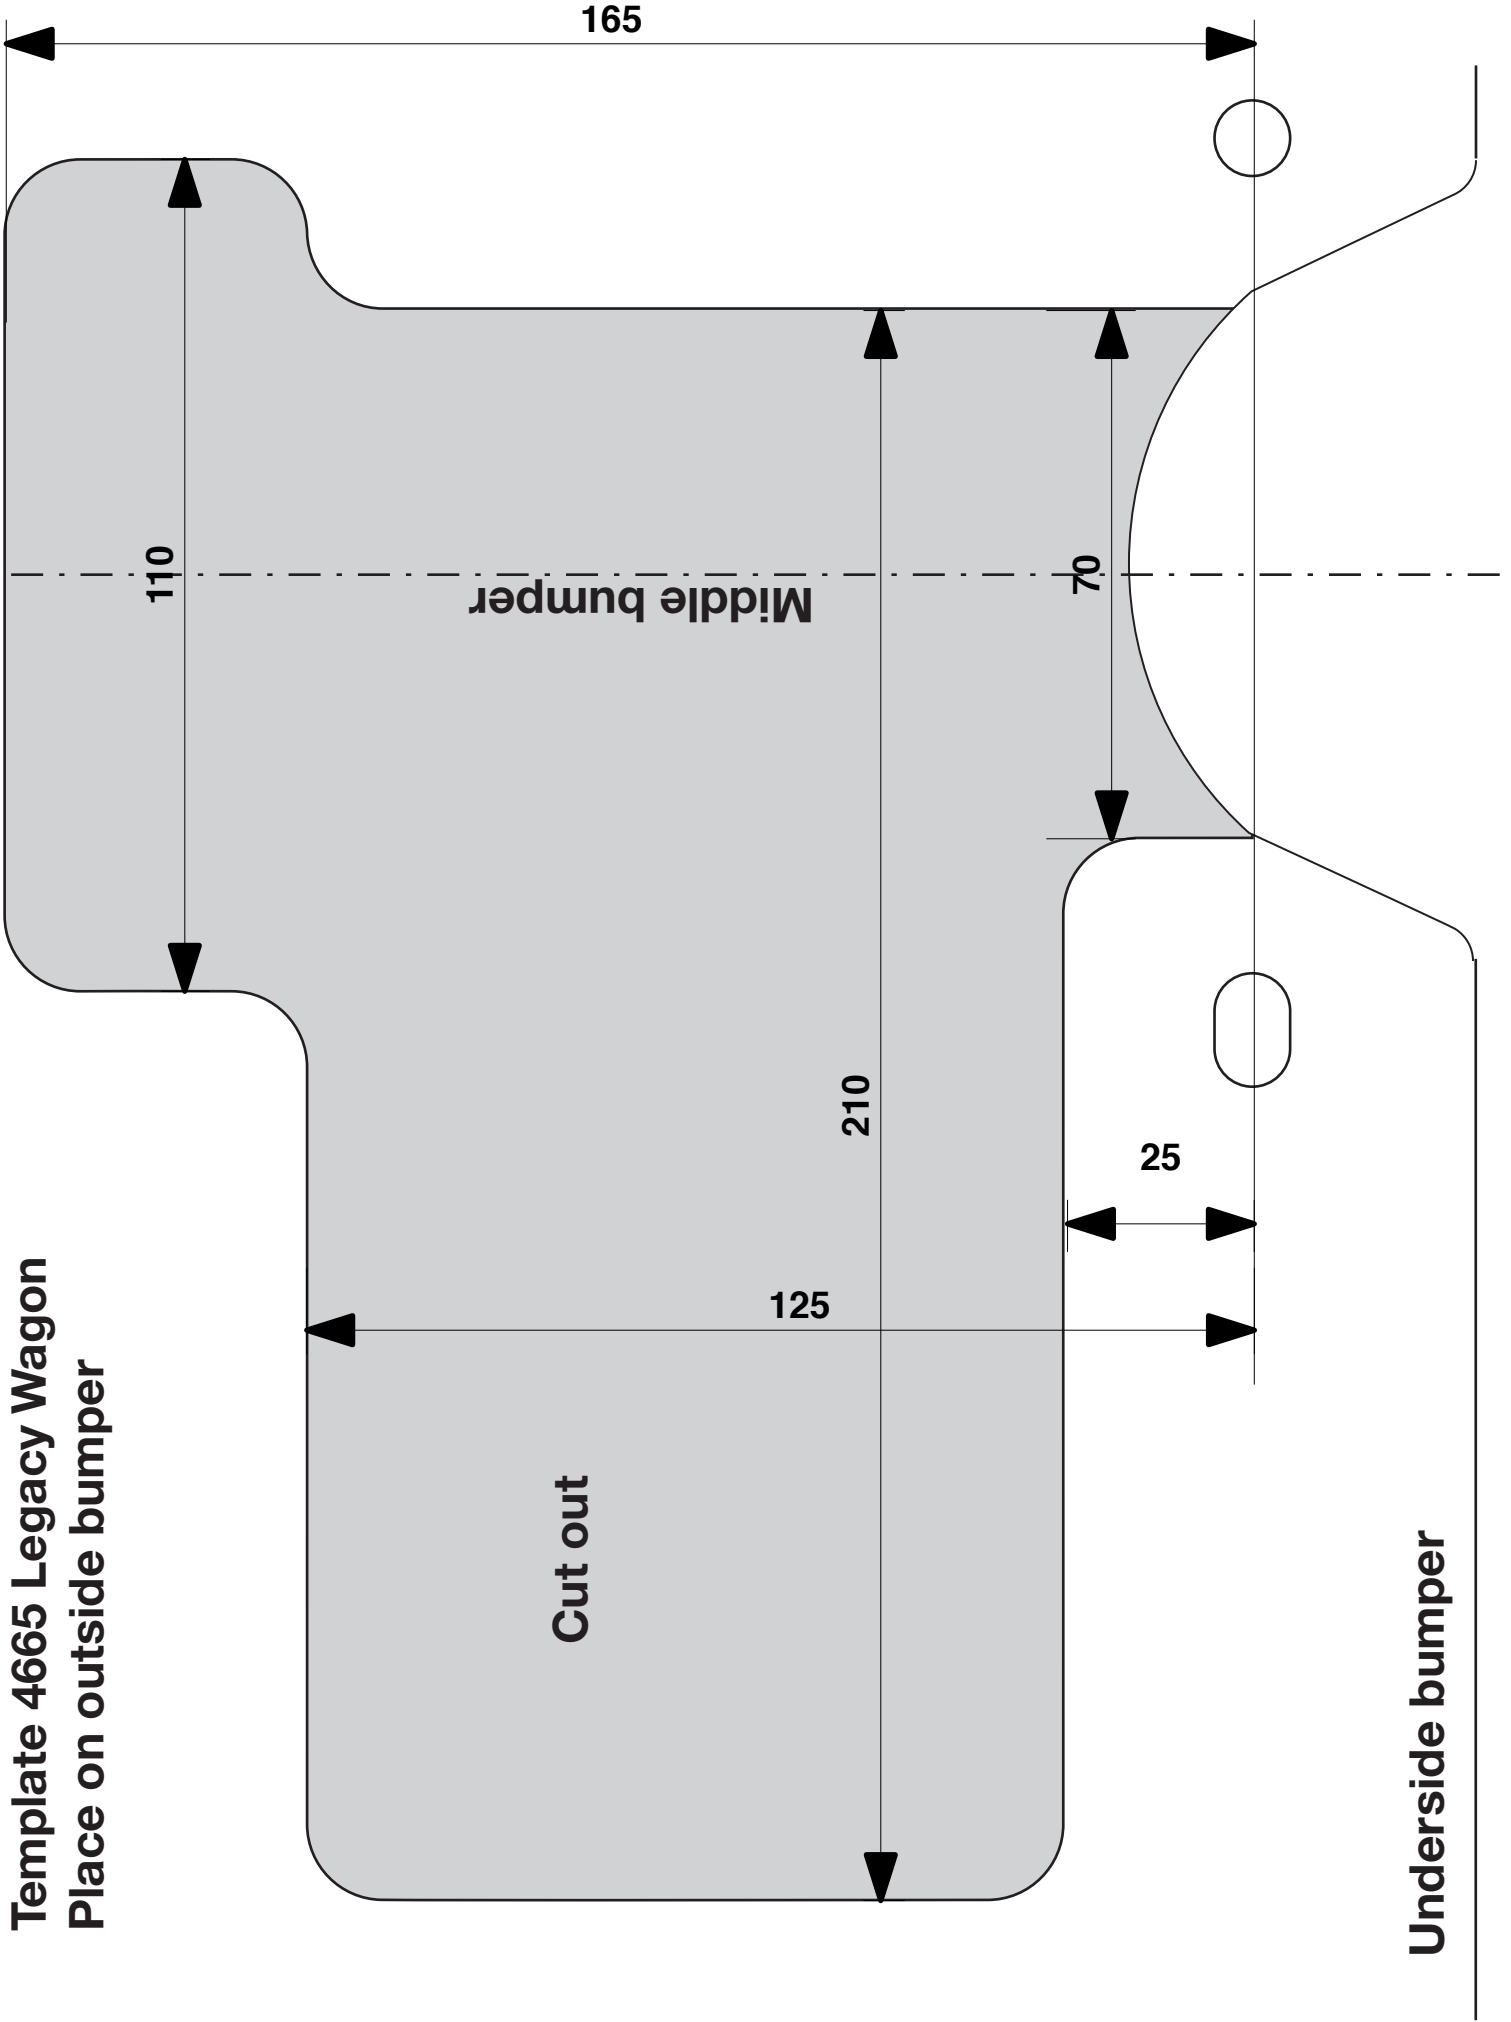 165
110
Middle bumper
70
210
25
125
Template 4665 Legacy Wagon
Place on outside bumper
Cut out
Underside bumper